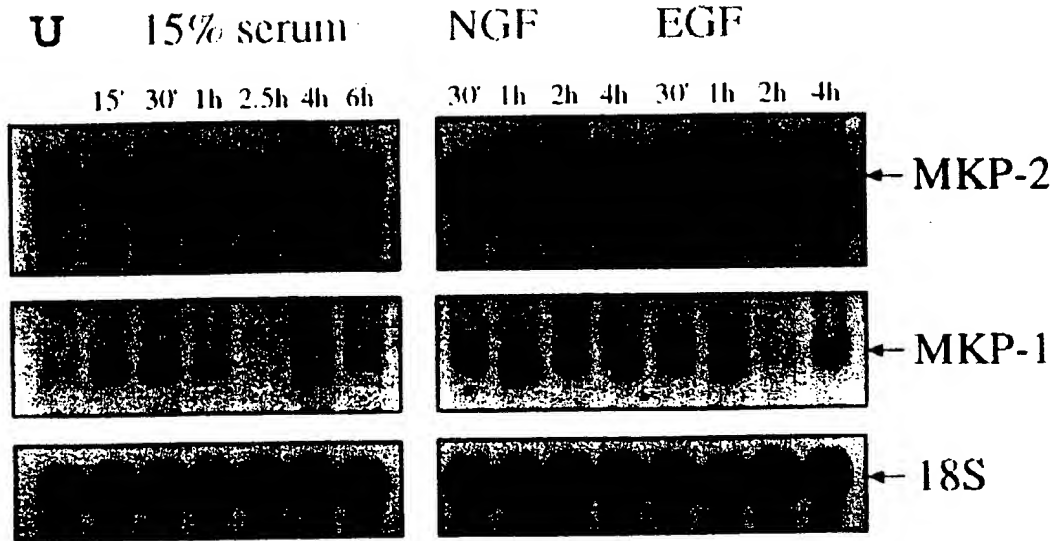 U 15% serum NGF EGF
15' 30' 1h 2.5h 4h 6h 30' 1h 2h 4h 30' 1h 2h 4h
MKP-2
MKP-1
18S